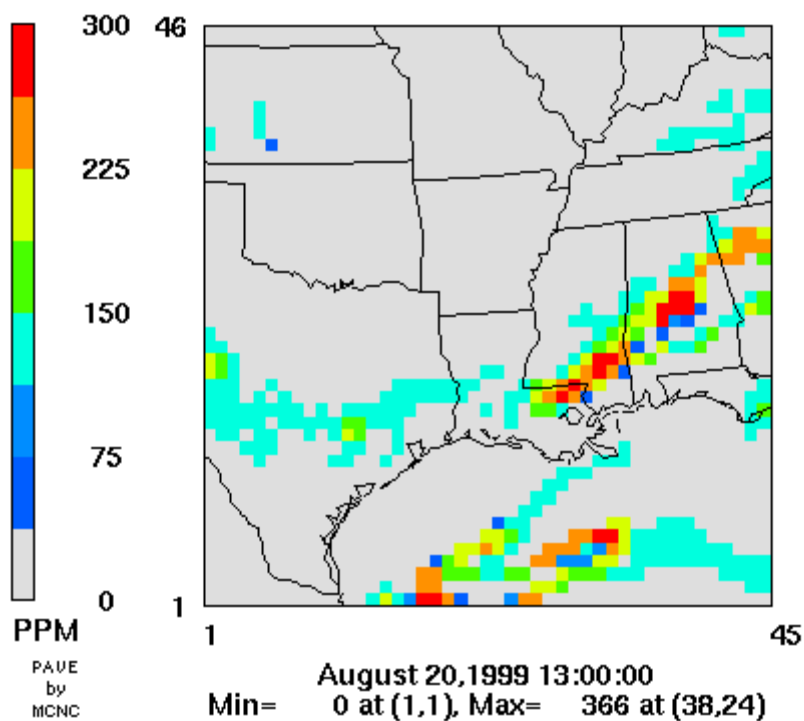 300
225
150
75
0
PPM
PAVE
by
MCNC
46
1
1
45
August 20,1999 13:00:00
Min= 0 at (1,1), Max= 366 at (38,24)